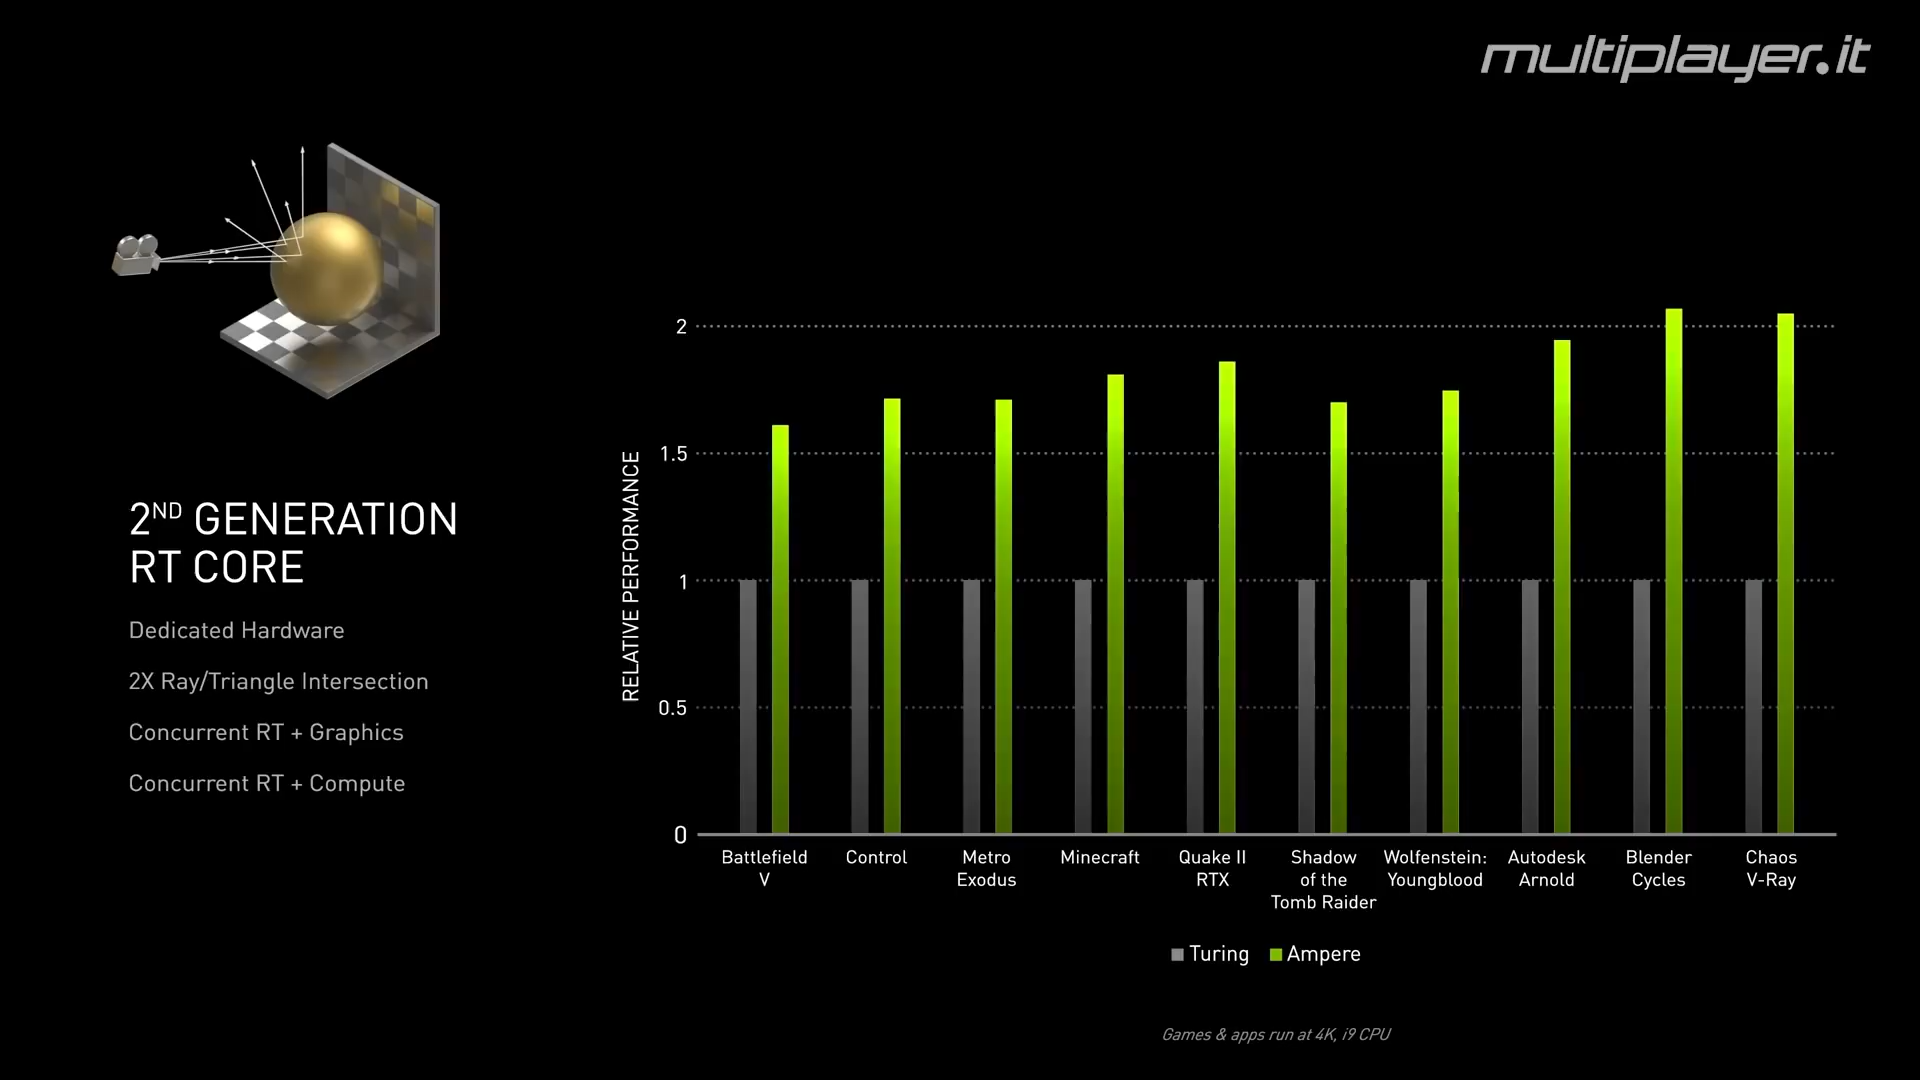 multiplayer.it
2ND GENERATION
RT CORE
Dedicated Hardware
2X Ray/Triangle Intersection
Concurrent RT + Graphics
Concurrent RT + Compute
RELATIVE PERFORMANCE
2
1.5
1
0.5
0
Battlefield
V
Control
Metro
Exodus
Minecraft
Quake II
RTX
Shadow
of the
Tomb Raider
Wolfenstein:
Youngblood
Autodesk
Arnold
Blender
Cycles
Chaos
V-Ray
Turing
Ampere
Games & apps run at 4K, i9 CPU